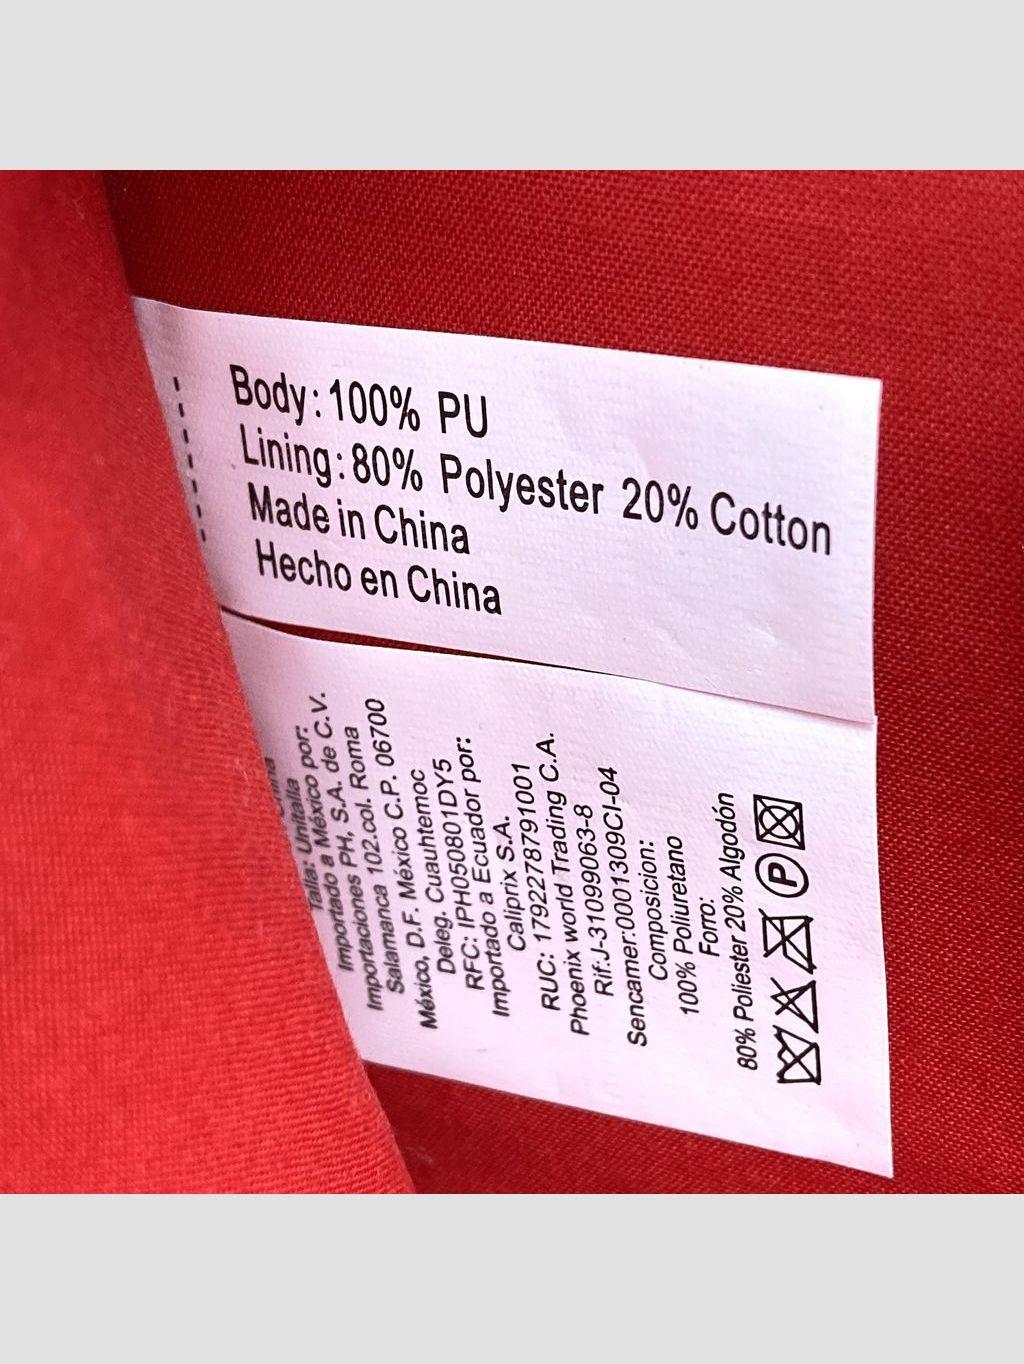 Body: 100% PU
Lining: 80% Polyester 20% Cotton
Made in China
Hecho en China
Talla: Unitalla
Importado a México por:
Importaciones PH, S.A. de C.V.
Salamanca 102.col. Roma
México, D.F. México C.P. 06700
Deleg. Cuauhtemoc
RFC: IPH050801DY5
Importado a Ecuador por:
Caliprix S.A.
RUC: 1792278791001
Phoenix world Trading C.A.
Rif.J-31099063-8
Sencamer:0001309CI-04
Composicion:
100% Poliuretano
Forro:
80% Poliester 20% Algodón
P